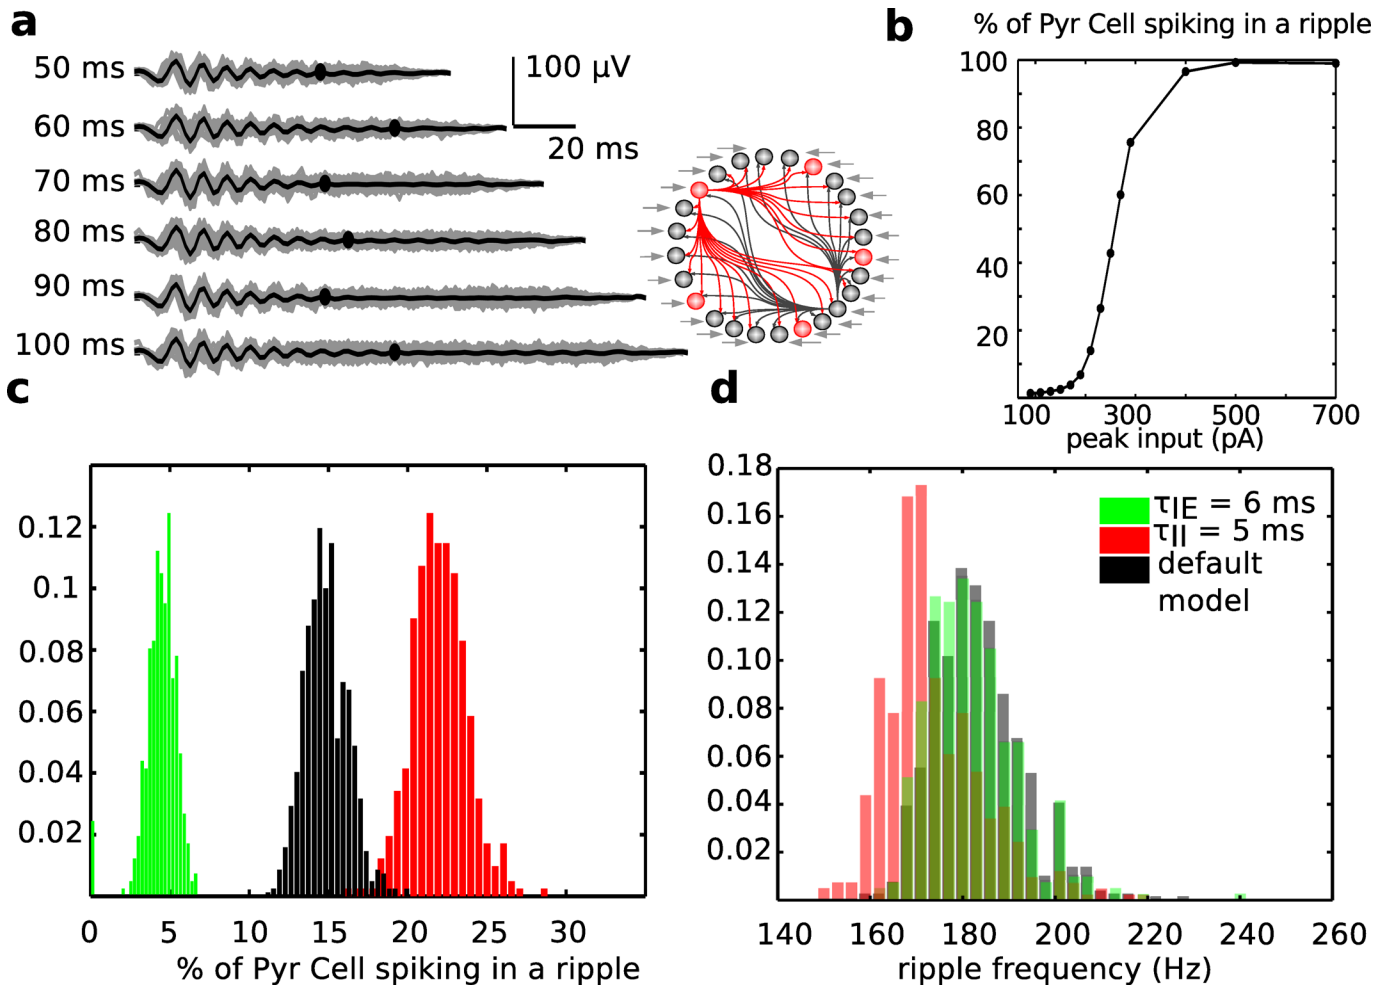 a
50 ms
60 ms
70 ms
80 ms
90 ms
100 ms
100 µV
20 ms
b
% of Pyr Cell spiking in a ripple
100
80
60
40
20
100 300 500 700
peak input (pA)
c
0.12
0.1
0.08
0.06
0.04
0.02
0 5 10 15 20 25 30
% of Pyr Cell spiking in a ripple
d
0.18
0.16
0.14
0.12
0.10
0.08
0.06
0.04
0.02
140 160 180 200 220 240 260
ripple frequency (Hz)
τIE = 6 ms
τII = 5 ms
default
model